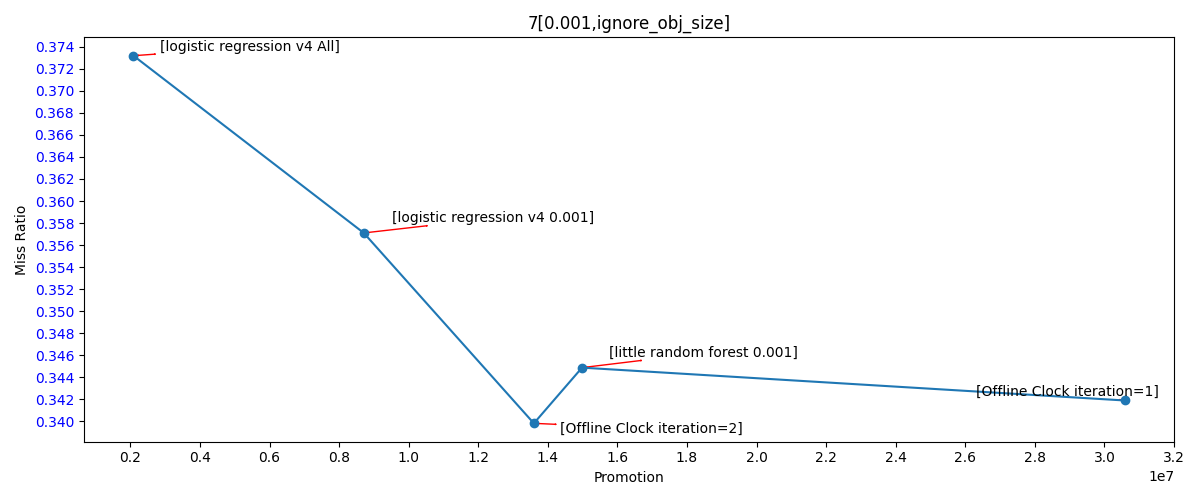 7[0.001,ignore_obj_size]
Miss Ratio
0.374
0.372
0.370
0.368
0.366
0.364
0.362
0.360
0.358
0.356
0.354
0.352
0.350
0.348
0.346
0.344
0.342
0.340
[logistic regression v4 All]
[logistic regression v4 0.001]
[little random forest 0.001]
[Offline Clock iteration=1]
[Offline Clock iteration=2]
0.2 0.4 0.6 0.8 1.0 1.2 1.4 1.6 1.8 2.0 2.2 2.4 2.6 2.8 3.0 3.2
1e7
Promotion